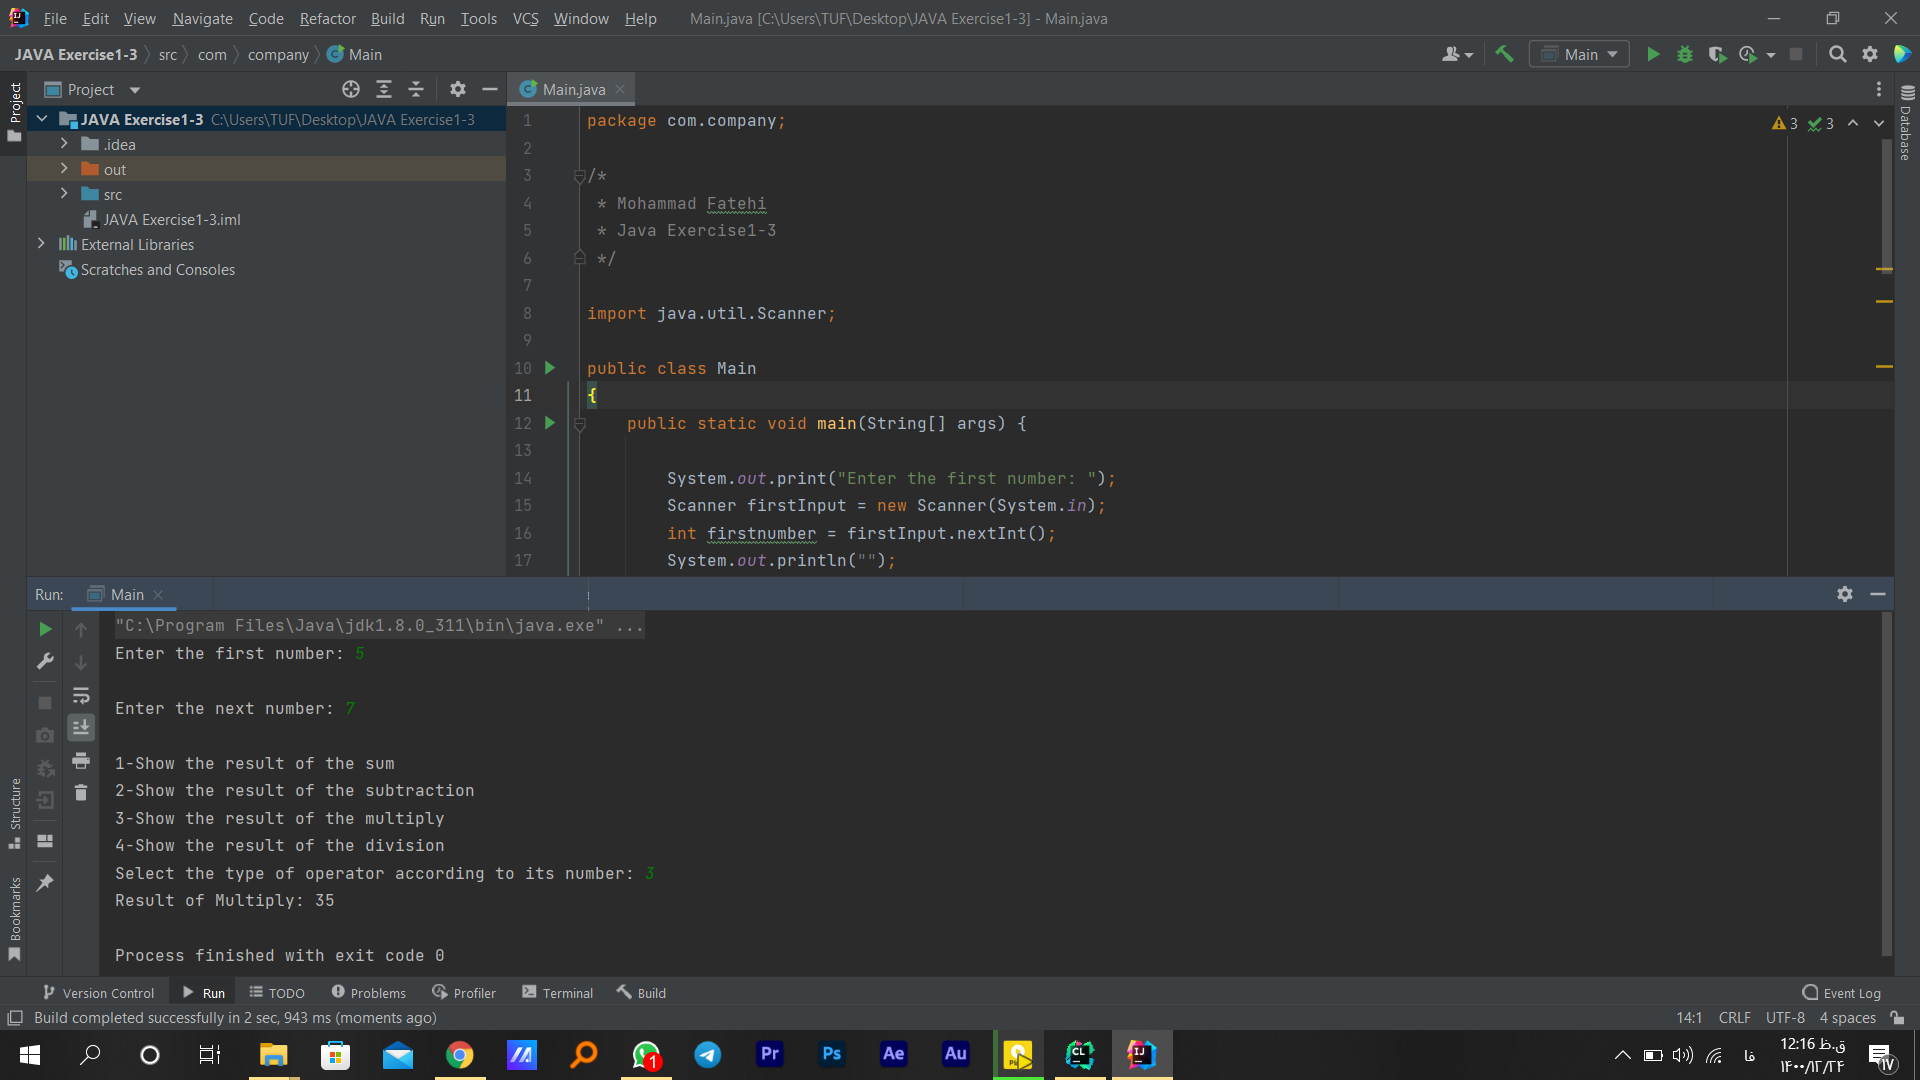 File Edit View Navigate Code Refactor Build Run Tools VCS Window Help Main.java [C:\Users\TUF\Desktop\JAVA Exercise1-3] - Main.java
JAVA Exercise1-3 src com company Main
Main
Project
Project
Main.java
Database
JAVA Exercise1-3 C:\Users\TUF\Desktop\JAVA Exercise1-3
.idea
out
src
JAVA Exercise1-3.iml
External Libraries
Scratches and Consoles
3 3
1 package com.company;
2
3 /*
4 * Mohammad Fatehi
5 * Java Exercise1-3
6 */
7
8 import java.util.Scanner;
9
10 public class Main
11 {
12 public static void main(String[] args) {
13
14 System.out.print("Enter the first number: ");
15 Scanner firstInput = new Scanner(System.in);
16 int firstnumber = firstInput.nextInt();
17 System.out.println("");
Run: Main
"C:\Program Files\Java\jdk1.8.0_311\bin\java.exe" ...
Enter the first number: 5
Enter the next number: 7
1-Show the result of the sum
2-Show the result of the subtraction
3-Show the result of the multiply
4-Show the result of the division
Select the type of operator according to its number: 3
Result of Multiply: 35
Process finished with exit code 0
Structure
Bookmarks
Version Control Run TODO Problems Profiler Terminal Build Event Log
Build completed successfully in 2 sec, 943 ms (moments ago) 14:1 CRLF UTF-8 4 spaces
1 Pr Ps Ae Au CL IJ
فا
12:16 ق.ظ
۱۴۰۰/۱۲/۲۴
۱۷